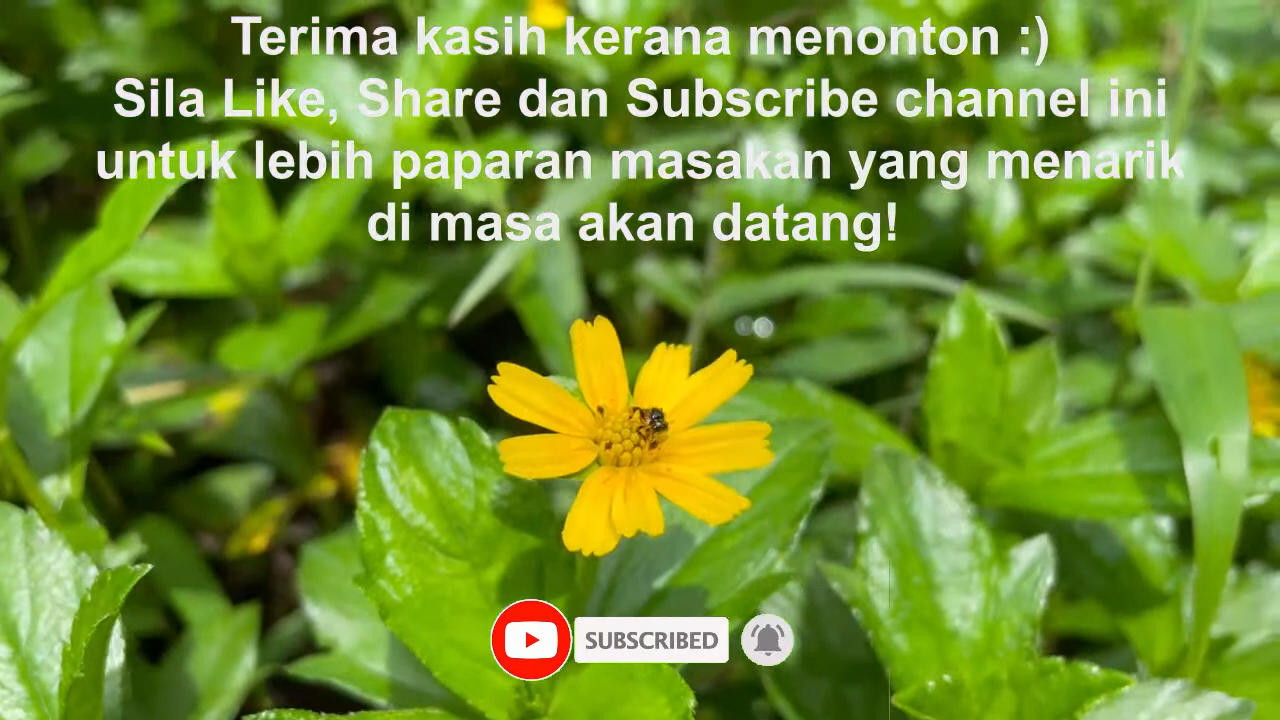 Terima kasih kerana menonton :)
Sila Like, Share dan Subscribe channel ini
untuk lebih paparan masakan yang menarik
di masa akan datang!
SUBSCRIBED